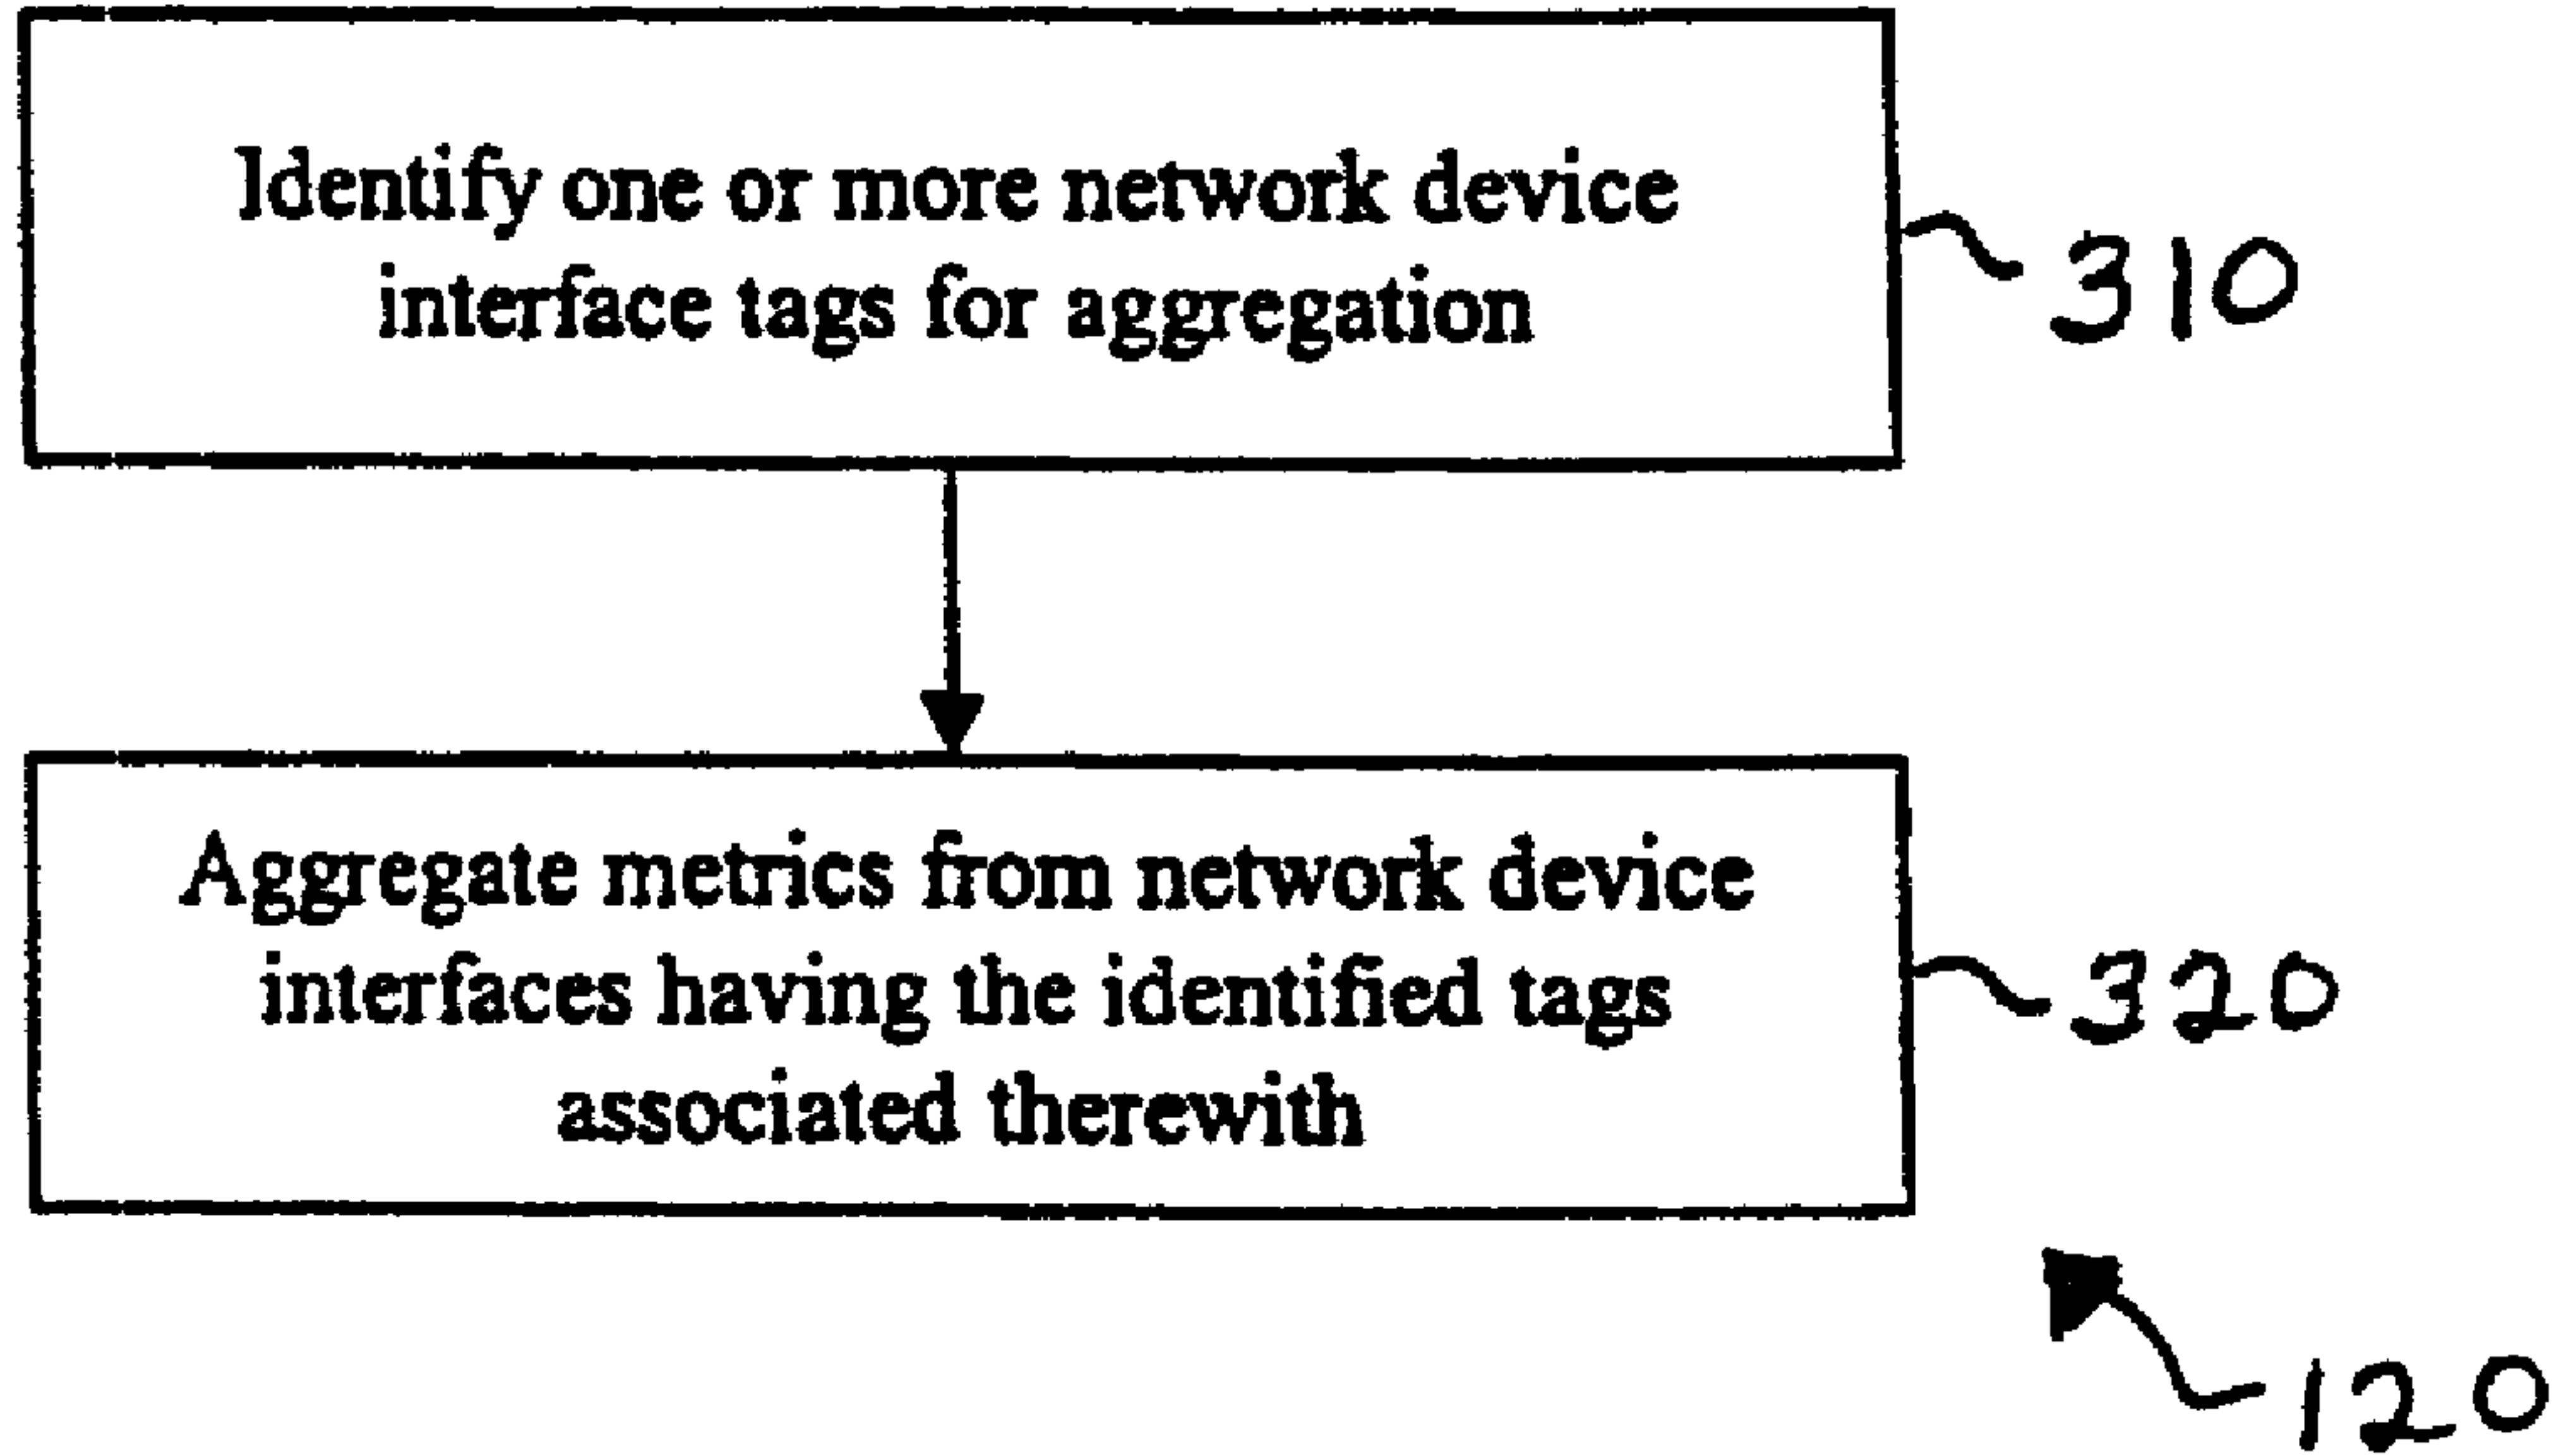 Identify one or more network device
interface tags for aggregation
310
Aggregate metrics from network device
interfaces having the identified tags
associated therewith
320
120